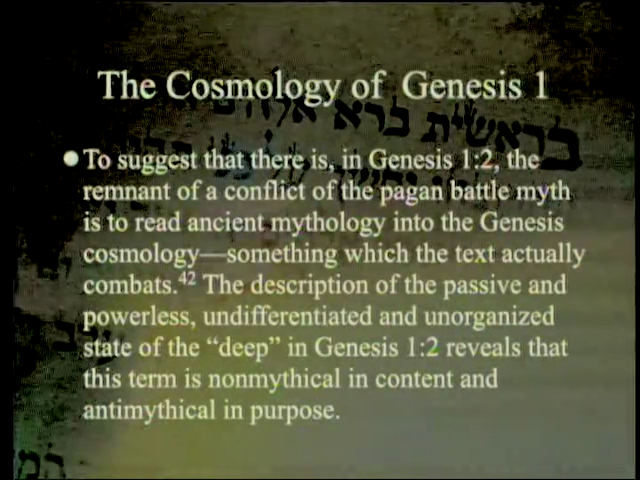 The Cosmology of Genesis 1
בראשית ברא אלהים
To suggest that there is, in Genesis 1:2, the
remnant of a conflict of the pagan battle myth
is to read ancient mythology into the Genesis
cosmology—something which the text actually
combats.42 The description of the passive and
powerless, undifferentiated and unorganized
state of the “deep” in Genesis 1:2 reveals that
this term is nonmythical in content and
antimythical in purpose.